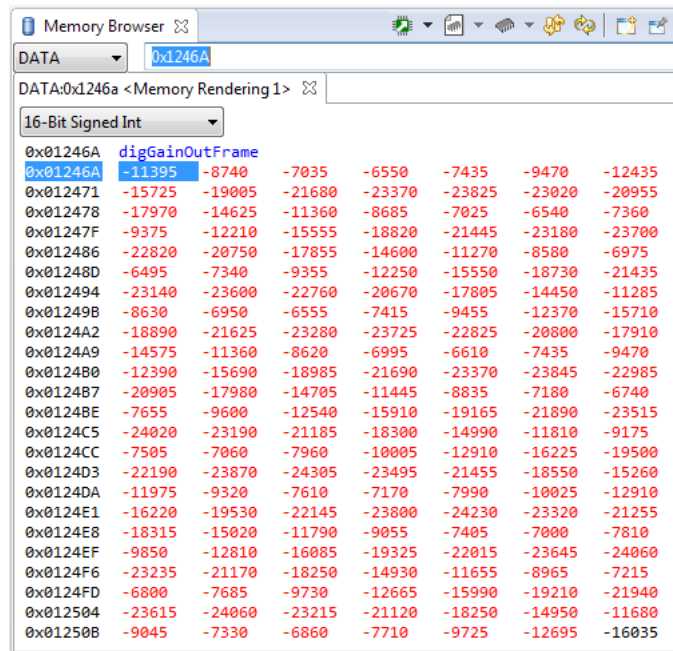 Memory Browser
DATA 0x1246A
DATA:0x1246a <Memory Rendering 1>
16-Bit Signed Int
0x01246A digGainOutFrame
0x01246A -11395 -8740 -7035 -6550 -7435 -9470 -12435
0x012471 -15725 -19005 -21680 -23370 -23825 -23020 -20955
0x012478 -17970 -14625 -11360 -8685 -7025 -6540 -7360
0x01247F -9375 -12210 -15555 -18820 -21445 -23180 -23700
0x012486 -22820 -20750 -17855 -14600 -11270 -8580 -6975
0x01248D -6495 -7340 -9355 -12250 -15550 -18730 -21435
0x012494 -23140 -23600 -22760 -20670 -17805 -14450 -11285
0x01249B -8630 -6950 -6555 -7415 -9455 -12370 -15710
0x0124A2 -18890 -21625 -23280 -23725 -22825 -20800 -17910
0x0124A9 -14575 -11360 -8620 -6995 -6610 -7435 -9470
0x0124B0 -12390 -15690 -18985 -21690 -23370 -23845 -22985
0x0124B7 -20905 -17980 -14705 -11445 -8835 -7180 -6740
0x0124BE -7655 -9600 -12540 -15910 -19165 -21890 -23515
0x0124C5 -24020 -23190 -21185 -18300 -14990 -11810 -9175
0x0124CC -7505 -7060 -7960 -10005 -12910 -16225 -19500
0x0124D3 -22190 -23870 -24305 -23495 -21455 -18550 -15260
0x0124DA -11975 -9320 -7610 -7170 -7990 -10025 -12910
0x0124E1 -16220 -19530 -22145 -23800 -24230 -23320 -21255
0x0124E8 -18315 -15020 -11790 -9055 -7405 -7000 -7810
0x0124EF -9850 -12810 -16085 -19325 -22015 -23645 -24060
0x0124F6 -23235 -21170 -18250 -14930 -11655 -8965 -7215
0x0124FD -6800 -7685 -9730 -12665 -15990 -19210 -21940
0x012504 -23615 -24060 -23215 -21120 -18250 -14950 -11680
0x01250B -9045 -7330 -6860 -7710 -9725 -12695 -16035